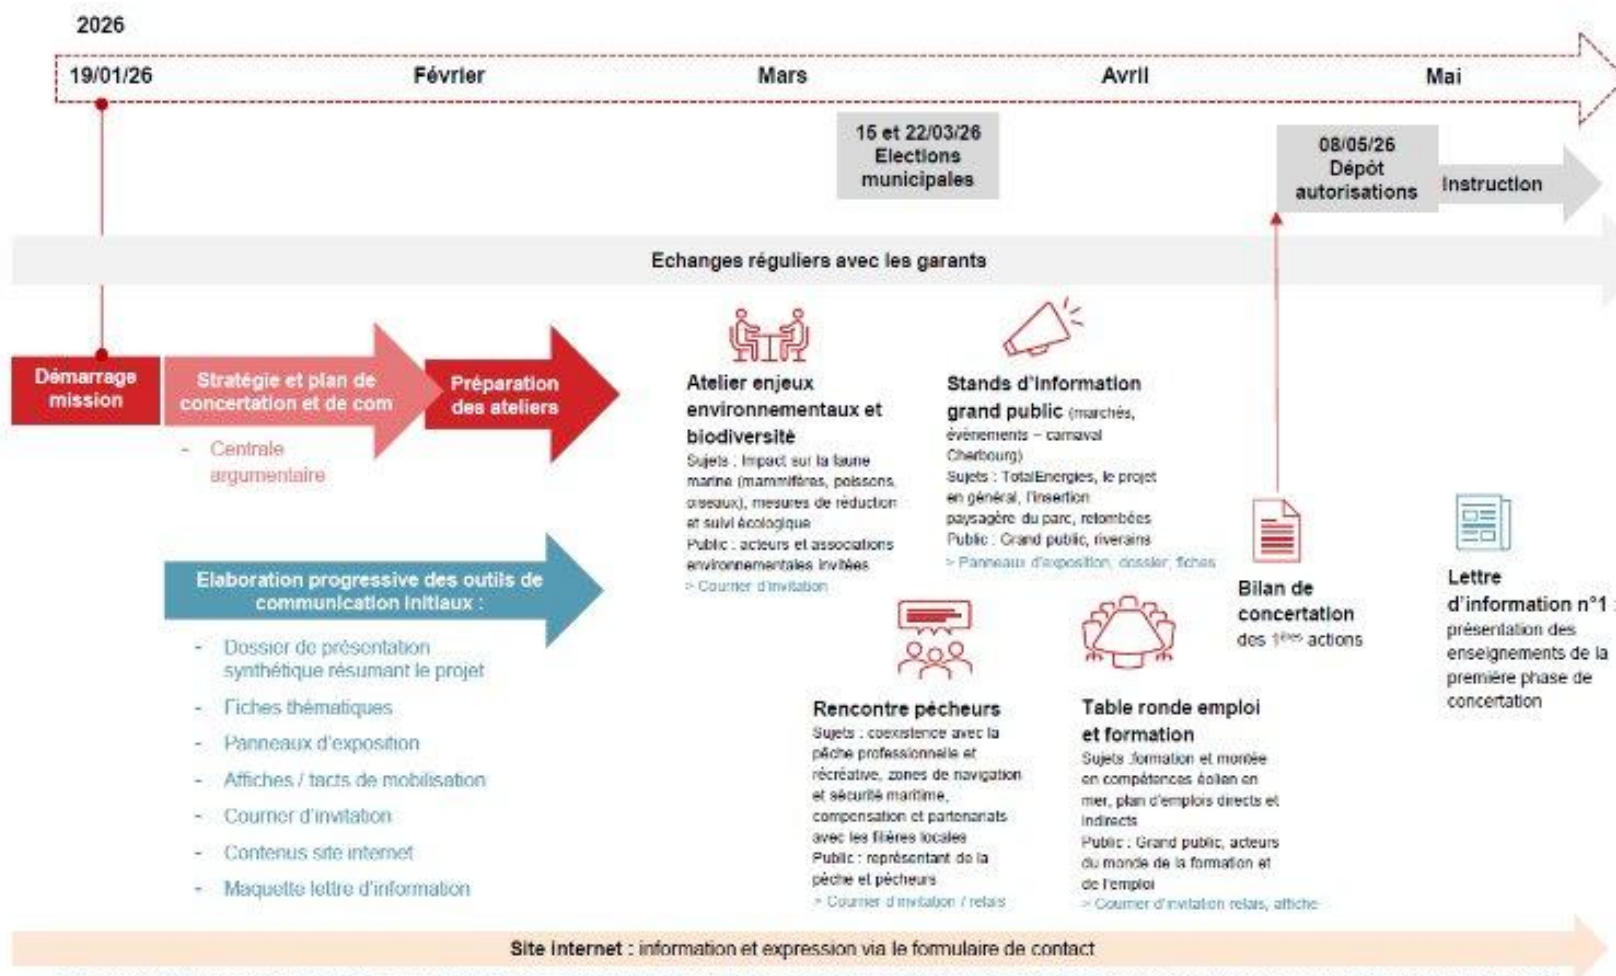 2026
19/01/26
Février
Mars
Avril
Mai
15 et 22/03/26
Elections
municipales
08/05/26
Dépôt
autorisations
Instruction
Echanges réguliers avec les garants
Démarrage
mission
Stratégie et plan de
concertation et de com
Préparation
des ateliers
- Centrale
argumentaire
Elaboration progressive des outils de
communication initiaux :
- Dossier de présentation
synthétique résumant le projet
- Fiches thématiques
- Panneaux d'exposition
- Affiches / tacts de mobilisation
- Courrier d'invitation
- Contenus site internet
- Maquette lettre d'information
Atelier enjeux
environnementaux et
biodiversité
Sujets : Impact sur la faune
marine (mammifères, poissons,
oiseaux), mesures de réduction
et suivi écologique
Public : acteurs et associations
environnementales invitées
> Courrier d'invitation
Stands d'information
grand public (marchés,
évènements – carnaval
Cherbourg)
Sujets : TotalEnergies, le projet
en général, l'insertion
paysagère du parc, retombées
Public : Grand public, riverains
> Panneaux d'exposition, dossier, fiches
Rencontre pêcheurs
Sujets : coexistence avec la
pêche professionnelle et
récréative, zones de navigation
et sécurité maritime,
compensation et partenariats
avec les filières locales
Public : représentant de la
pêche et pêcheurs
> Courrier d'invitation / relais
Table ronde emploi
et formation
Sujets :formation et montée
en compétences éolien en
mer, plan d'emplois directs et
indirects
Public : Grand public, acteurs
du monde de la formation et
de l'emploi
> Courrier d'invitation relais, affiche
Bilan de
concertation
des 1ères actions
Lettre
d'information n°1 :
présentation des
enseignements de la
première phase de
concertation
Site internet : information et expression via le formulaire de contact